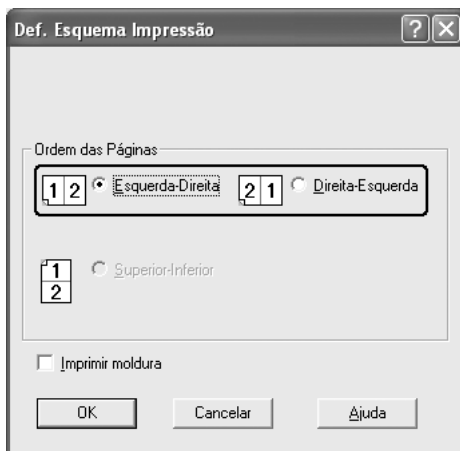 Def. Esquema Impressão
Ordem das Páginas
1 2 Esquerda-Direita 2 1 Direita-Esquerda
1
2 Superior-Inferior
Imprimir moldura
OK Cancelar Ajuda